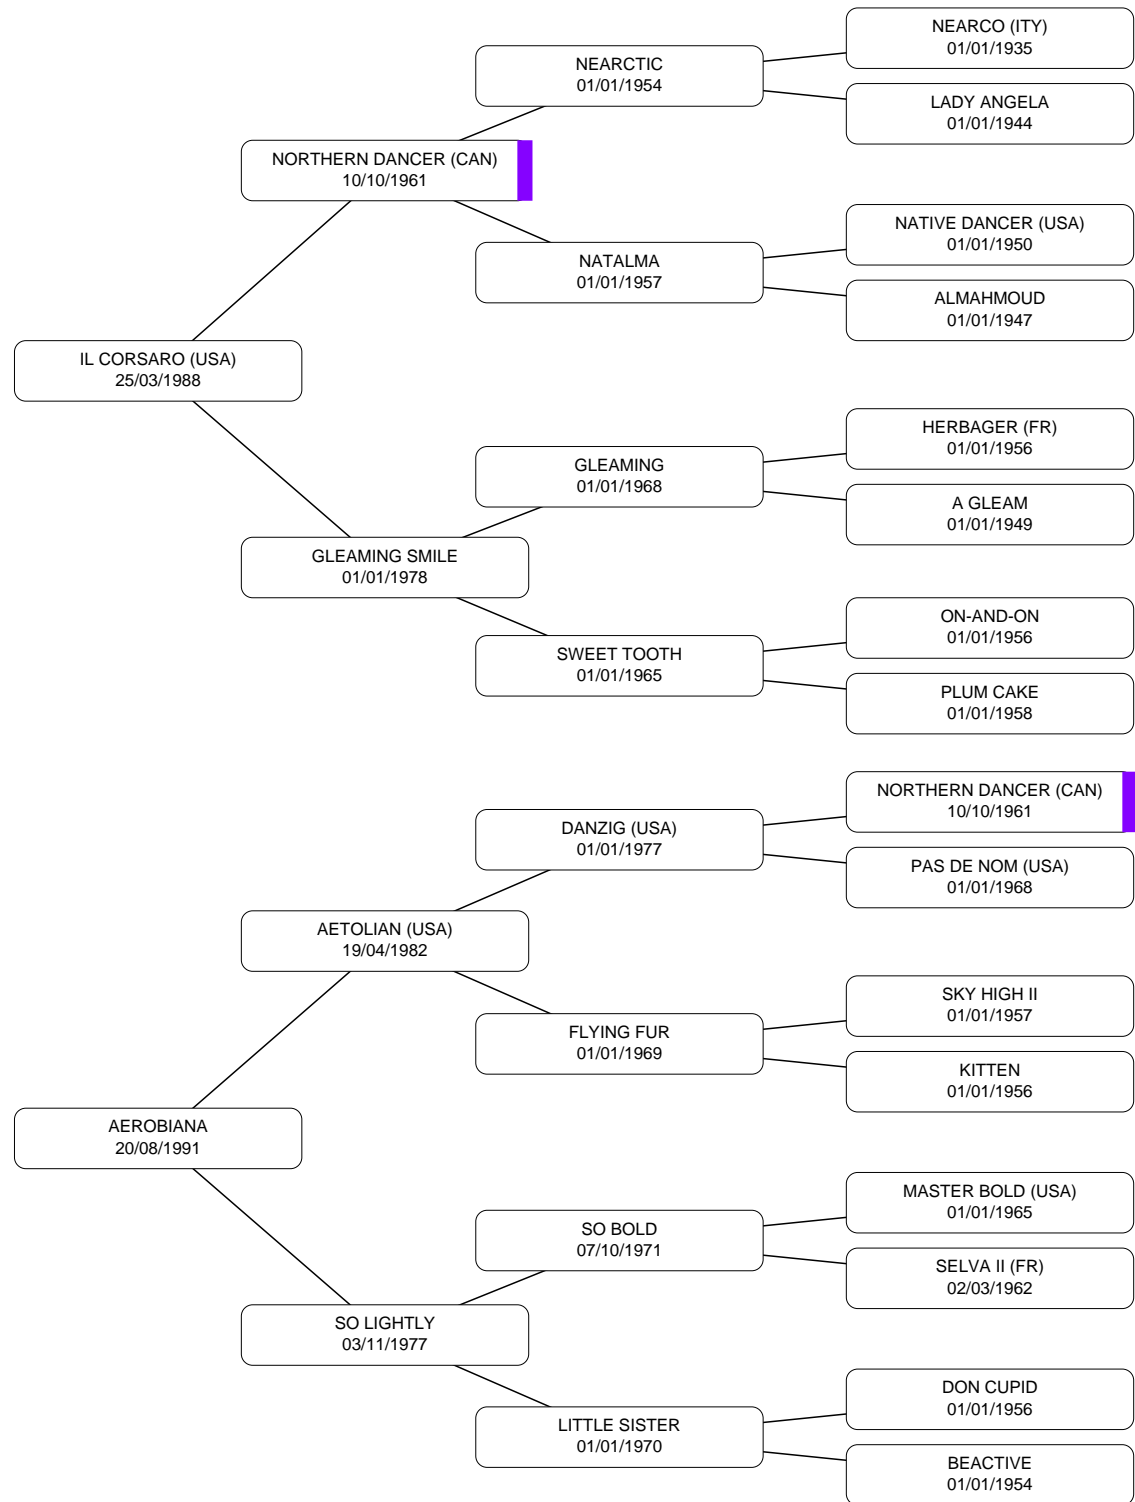 NEARCO (ITY)
01/01/1935
NEARCTIC
01/01/1954
LADY ANGELA
01/01/1944
NORTHERN DANCER (CAN)
10/10/1961
NATIVE DANCER (USA)
01/01/1950
NATALMA
01/01/1957
ALMAHMOUD
01/01/1947
IL CORSARO (USA)
25/03/1988
HERBAGER (FR)
01/01/1956
GLEAMING
01/01/1968
A GLEAM
01/01/1949
GLEAMING SMILE
01/01/1978
ON-AND-ON
01/01/1956
SWEET TOOTH
01/01/1965
PLUM CAKE
01/01/1958
NORTHERN DANCER (CAN)
10/10/1961
DANZIG (USA)
01/01/1977
PAS DE NOM (USA)
01/01/1968
AETOLIAN (USA)
19/04/1982
SKY HIGH II
01/01/1957
FLYING FUR
01/01/1969
KITTEN
01/01/1956
AEROBIANA
20/08/1991
MASTER BOLD (USA)
01/01/1965
SO BOLD
07/10/1971
SELVA II (FR)
02/03/1962
SO LIGHTLY
03/11/1977
DON CUPID
01/01/1956
LITTLE SISTER
01/01/1970
BEACTIVE
01/01/1954